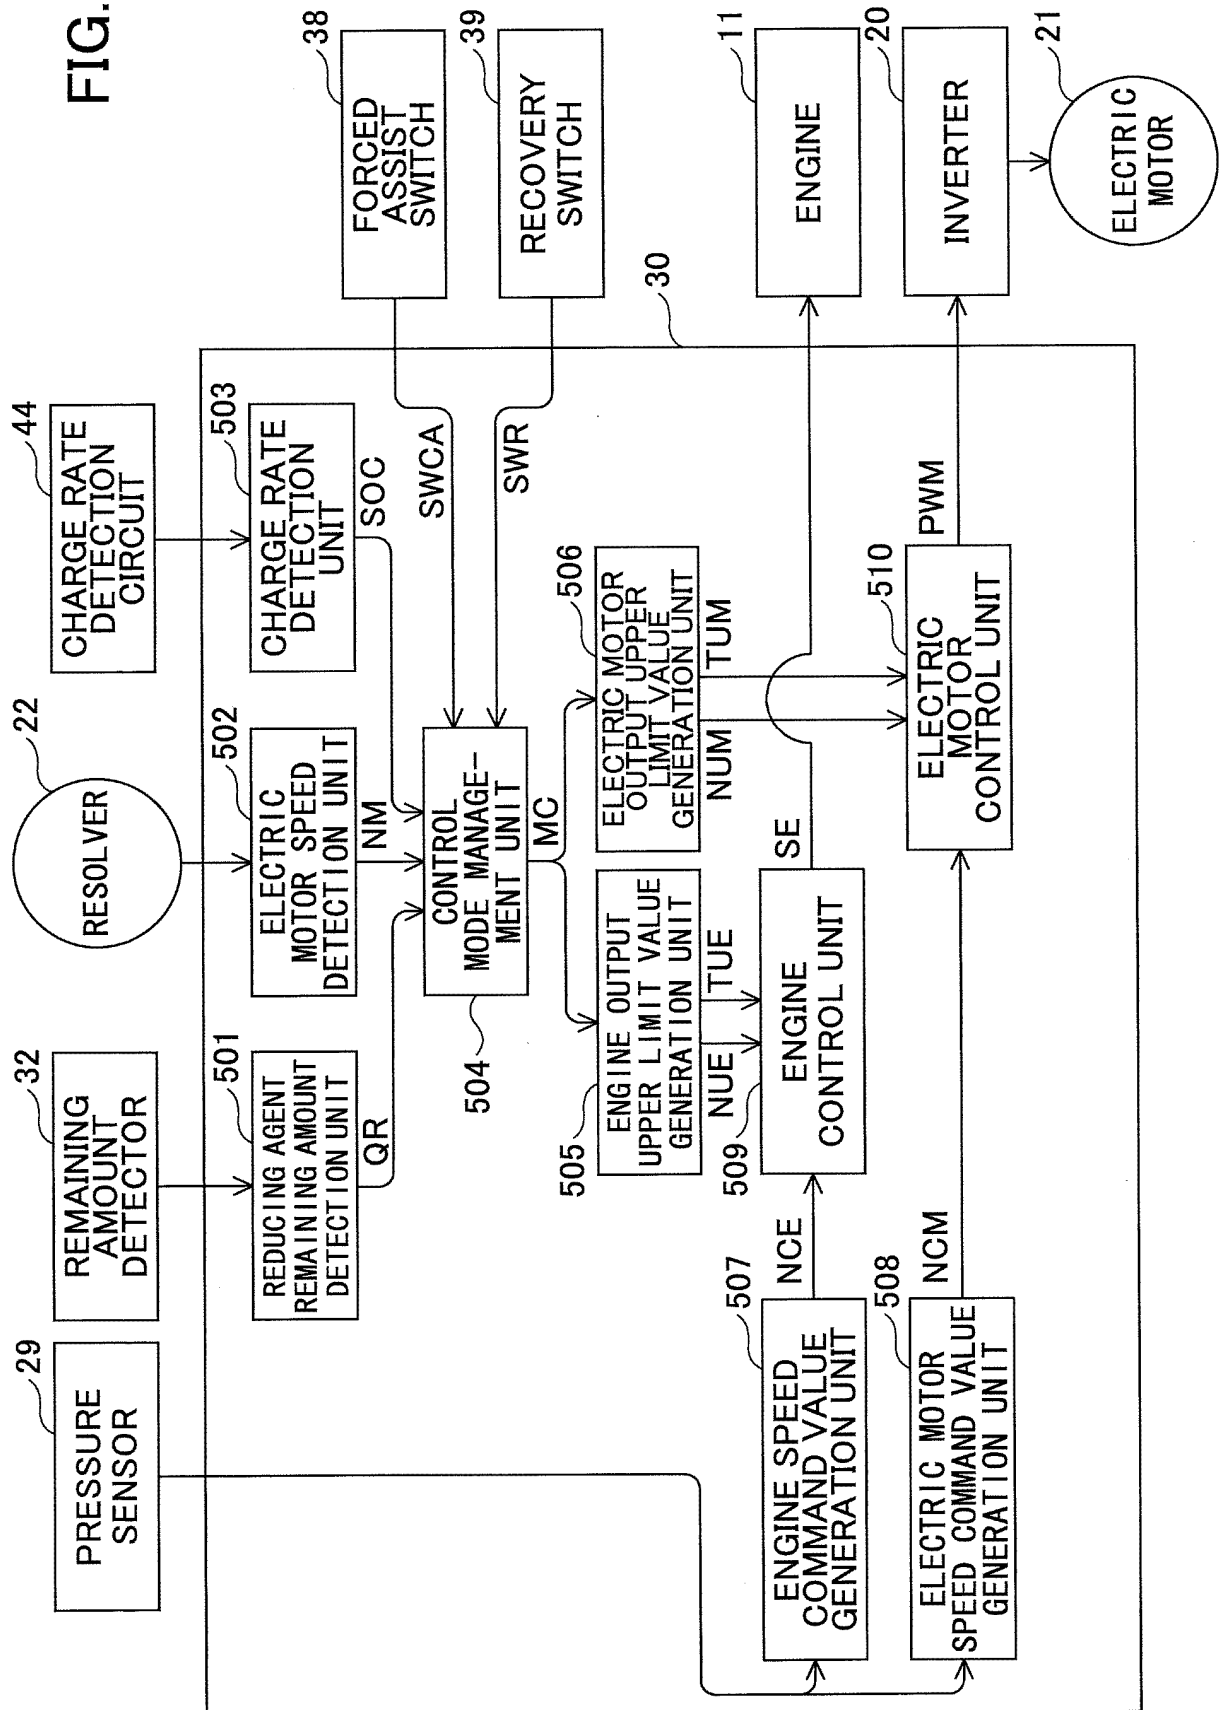 FIG.
29
PRESSURE
SENSOR
32
REMAINING
AMOUNT
DETECTOR
22
RESOLVER
44
CHARGE RATE
DETECTION
CIRCUIT
38
FORCED
ASSIST
SWITCH
39
RECOVERY
SWITCH
501
REDUCING AGENT
REMAINING AMOUNT
DETECTION UNIT
QR
502
ELECTRIC
MOTOR SPEED
DETECTION UNIT
NM
503
CHARGE RATE
DETECTION
UNIT
SOC
SWCA
SWR
30
504
CONTROL
MODE MANAGE-
MENT UNIT
MC
505
ENGINE OUTPUT
UPPER LIMIT VALUE
GENERATION UNIT
NUE
TUE
506
ELECTRIC MOTOR
OUTPUT UPPER
LIMIT VALUE
GENERATION UNIT
NUM
TUM
507
ENGINE SPEED
COMMAND VALUE
GENERATION UNIT
NCE
509
ENGINE
CONTROL UNIT
SE
11
ENGINE
508
ELECTRIC MOTOR
SPEED COMMAND VALUE
GENERATION UNIT
NCM
510
ELECTRIC
MOTOR
CONTROL UNIT
PWM
20
INVERTER
21
ELECTRIC
MOTOR